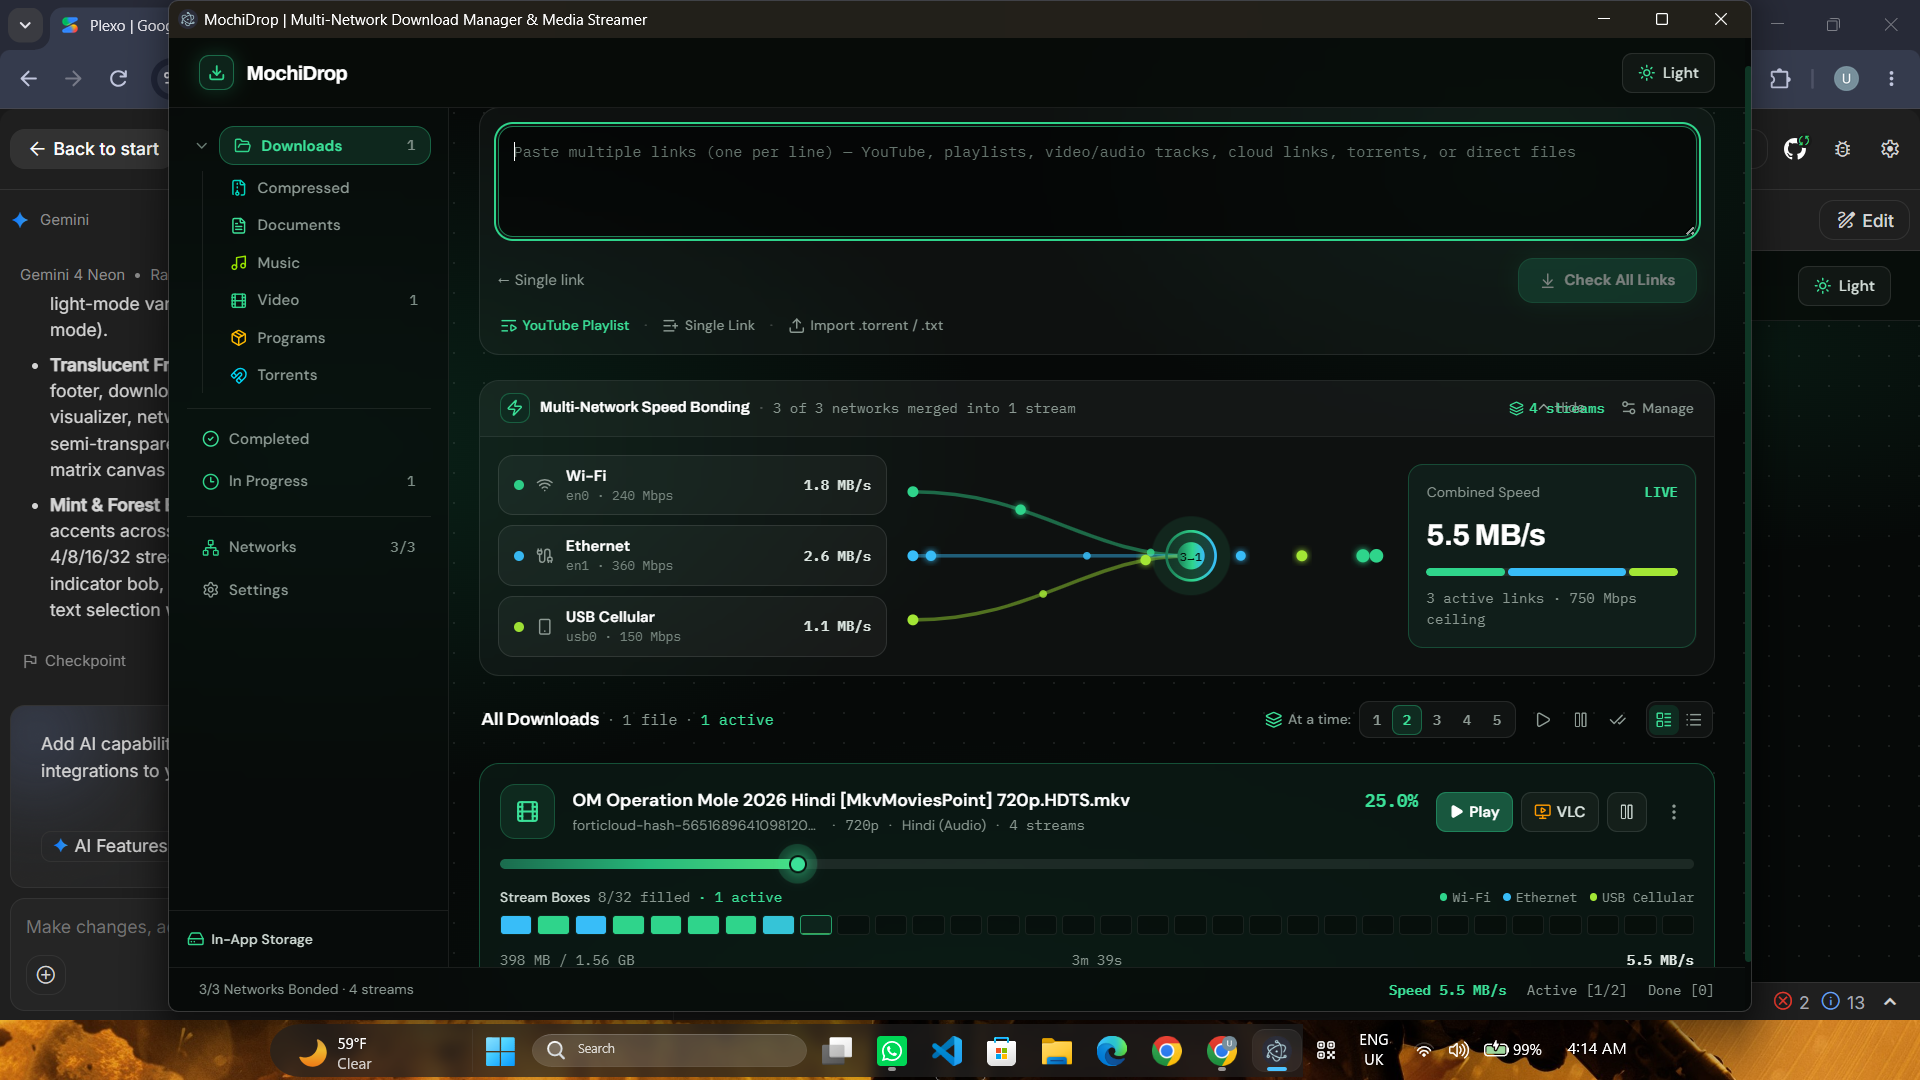 MochiDrop | Multi-Network Download Manager & Media Streamer
Plexo | Goog
U
MochiDrop
Light
Back to start
Gemini
Gemini 4 Neon • Ra
light-mode var
mode).
• Translucent Fr
footer, downlo
visualizer, netw
semi-transpare
matrix canvas
• Mint & Forest
accents across
4/8/16/32 strea
indicator bob,
text selection
Checkpoint
Add AI capabilit
integrations to y
AI Features
Make changes, a
Edit
Light
2
13
Downloads 1
Compressed
Documents
Music
Video 1
Programs
Torrents
Completed
In Progress 1
Networks 3/3
Settings
In-App Storage
Paste multiple links (one per line) — YouTube, playlists, video/audio tracks, cloud links, torrents, or direct files
← Single link
Check All Links
YouTube Playlist · Single Link · Import .torrent / .txt
Multi-Network Speed Bonding · 3 of 3 networks merged into 1 stream
4 streams
Hide
Manage
Wi-Fi
en0 · 240 Mbps
1.8 MB/s
Ethernet
en1 · 360 Mbps
2.6 MB/s
USB Cellular
usb0 · 150 Mbps
1.1 MB/s
3→1
Combined Speed LIVE
5.5 MB/s
3 active links · 750 Mbps
ceiling
All Downloads · 1 file · 1 active
At a time: 1 2 3 4 5
OM Operation Mole 2026 Hindi [MkvMoviesPoint] 720p.HDTS.mkv
forticloud-hash-5651689641098120... · 720p · Hindi (Audio) · 4 streams
25.0%
Play
VLC
Stream Boxes 8/32 filled · 1 active
Wi-Fi Ethernet USB Cellular
398 MB / 1.56 GB 3m 39s 5.5 MB/s
3/3 Networks Bonded · 4 streams
Speed 5.5 MB/s Active [1/2] Done [0]
59°F
Clear
Search
U
ENG
UK
99%
4:14 AM